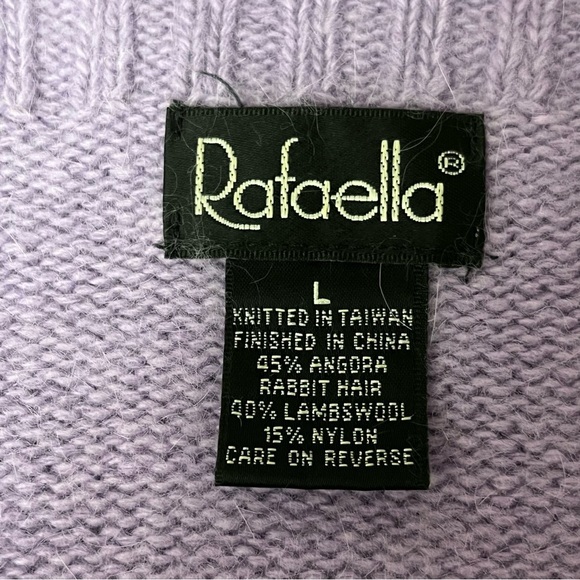 Rafaella®
L
KNITTED IN TAIWAN
FINISHED IN CHINA
45% ANGORA
RABBIT HAIR
40% LAMBSWOOL
15% NYLON
CARE ON REVERSE